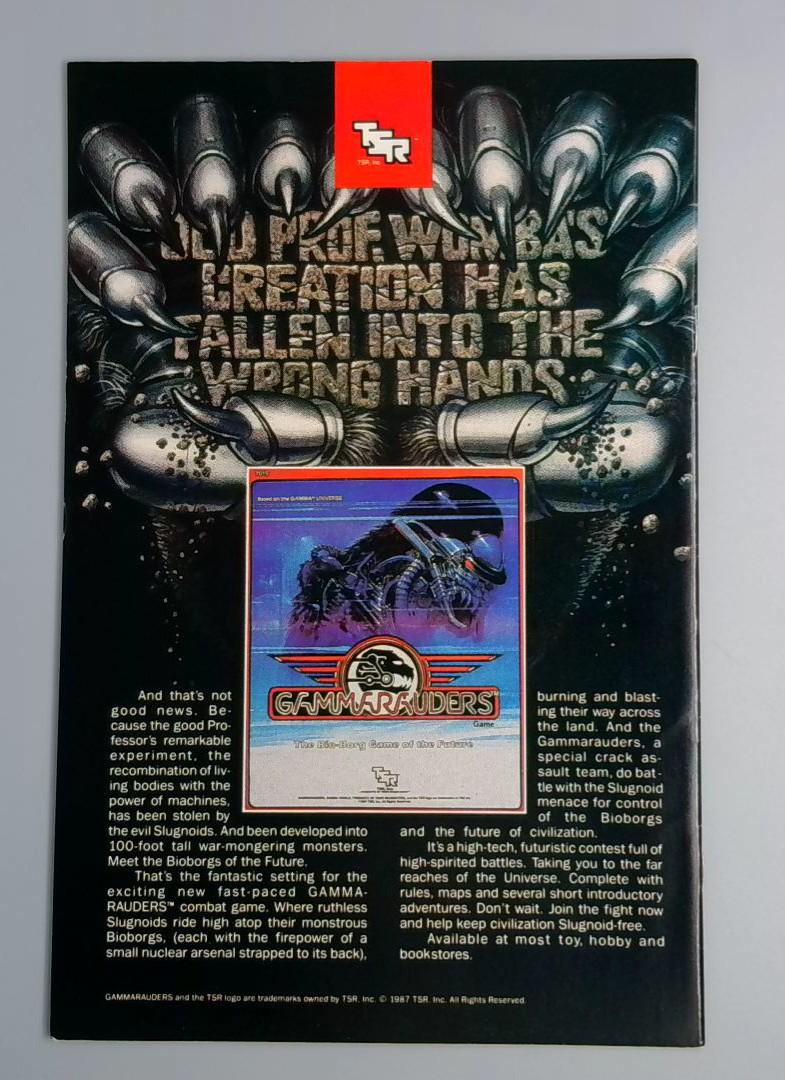 TSR
TSR, Inc.
OLD PROF. WOMBA'S
CREATION HAS
FALLEN INTO THE
WRONG HANDS.
Based on the GAMMA™ UNIVERSE
GAMMARAUDERS™
Game
The Bio-Borg Game of the Future
TSR
TSR, Inc.
And that's not
good news. Be-
cause the good Pro-
fessor's remarkable
experiment, the
recombination of liv-
ing bodies with the
power of machines,
has been stolen by
the evil Slugnoids. And been developed into
100-foot tall war-mongering monsters.
Meet the Bioborgs of the Future.
That's the fantastic setting for the
exciting new fast-paced GAMMA-
RAUDERS™ combat game. Where ruthless
Slugnoids ride high atop their monstrous
Bioborgs, (each with the firepower of a
small nuclear arsenal strapped to its back),
burning and blast-
ing their way across
the land. And the
Gammarauders, a
special crack as-
sault team, do bat-
tle with the Slugnoid
menace for control
of the Bioborgs
and the future of civilization.
It's a high-tech, futuristic contest full of
high-spirited battles. Taking you to the far
reaches of the Universe. Complete with
rules, maps and several short introductory
adventures. Don't wait. Join the fight now
and help keep civilization Slugnoid-free.
Available at most toy, hobby and
bookstores.
GAMMARAUDERS and the TSR logo are trademarks owned by TSR, Inc. © 1987 TSR, Inc. All Rights Reserved.